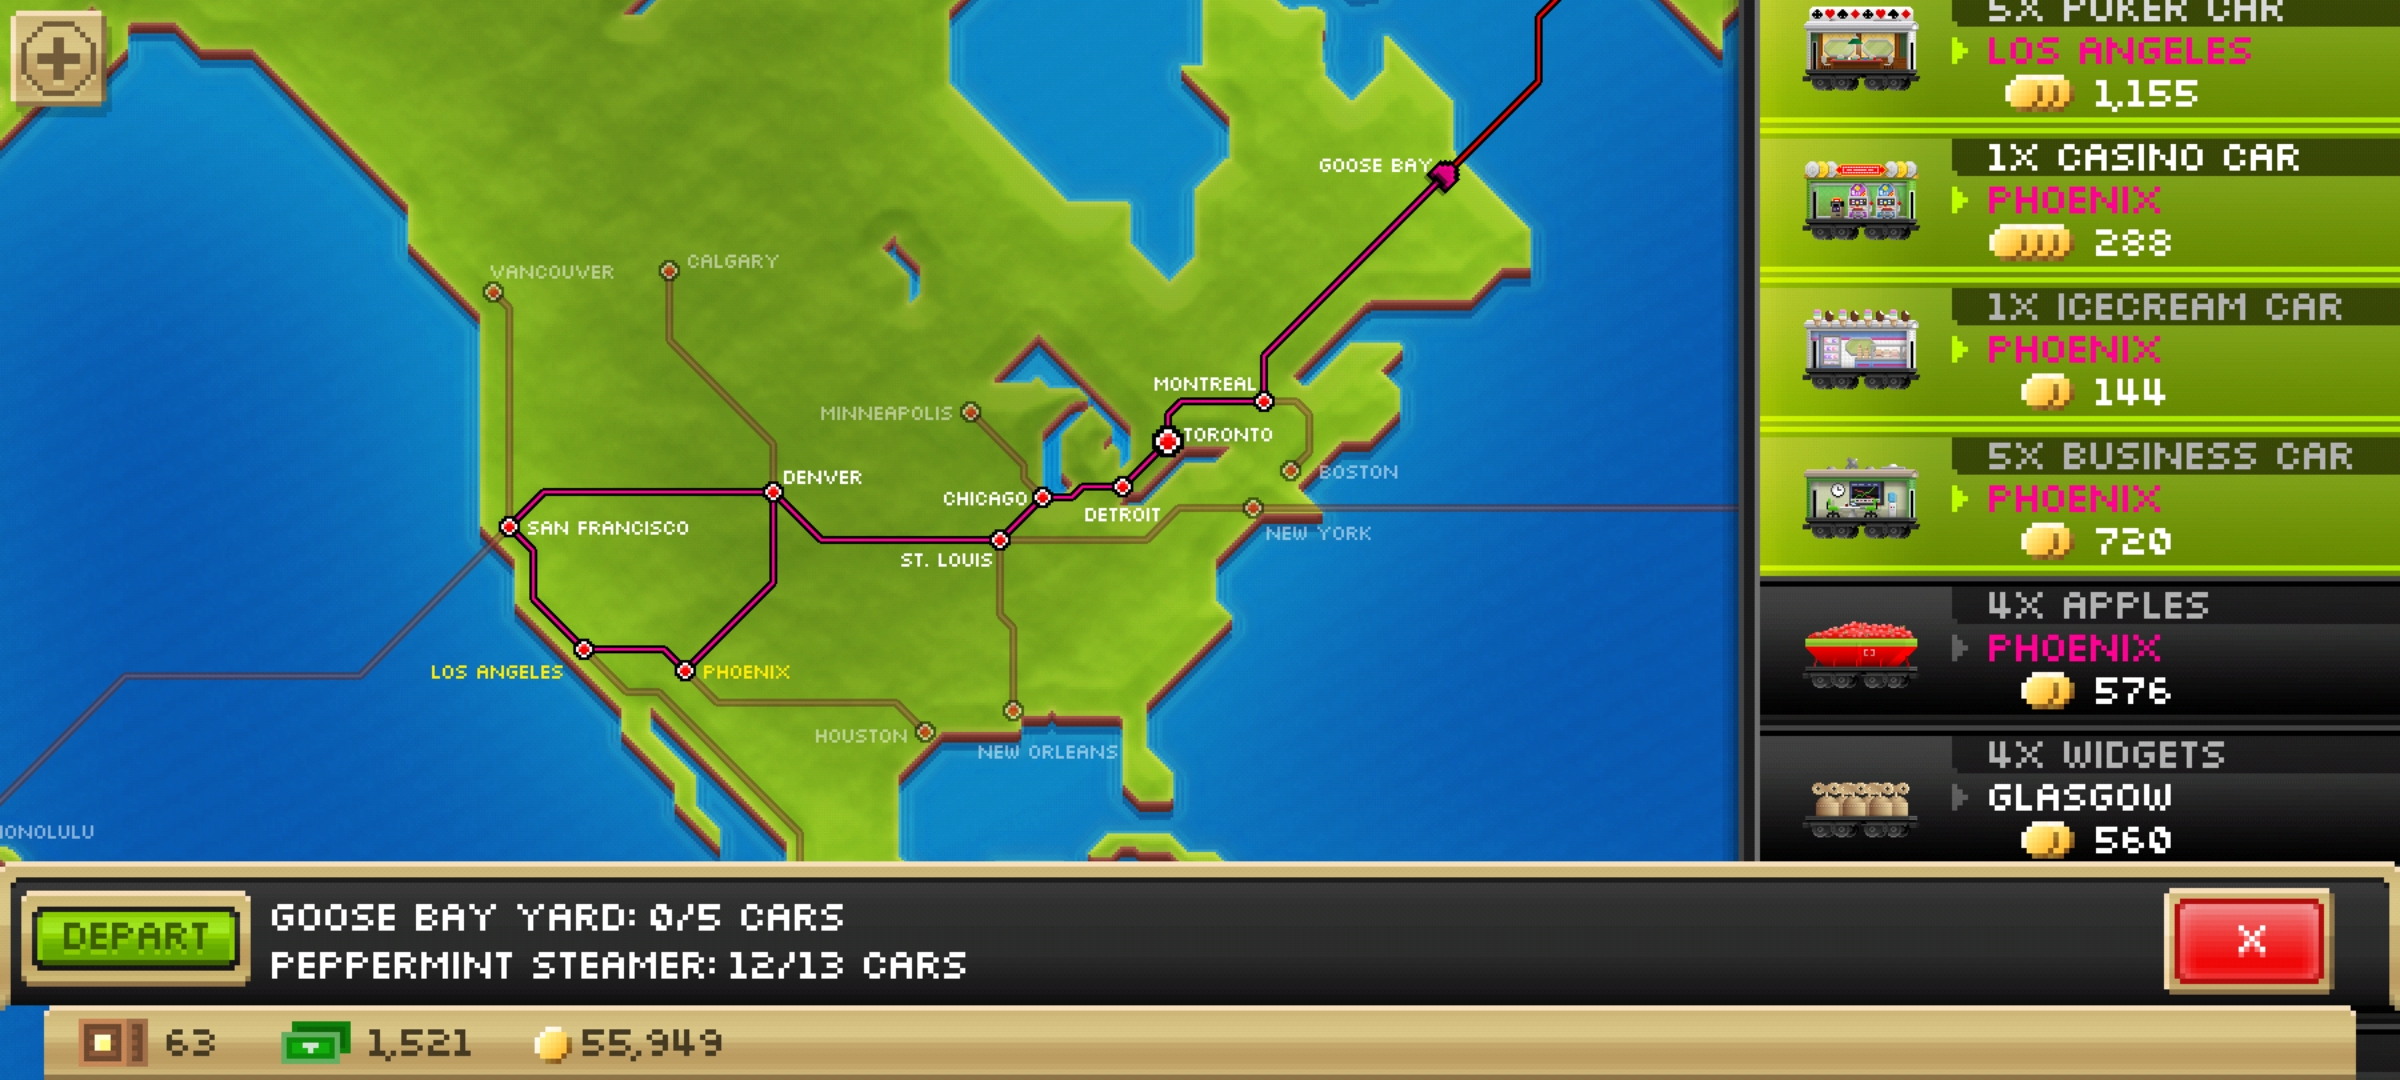 5X POKER CAR
LOS ANGELES
1,155
1X CASINO CAR
PHOENIX
288
1X ICECREAM CAR
PHOENIX
144
5X BUSINESS CAR
PHOENIX
720
4X APPLES
PHOENIX
576
4X WIDGETS
GLASGOW
560
GOOSE BAY
VANCOUVER
CALGARY
MONTREAL
MINNEAPOLIS
TORONTO
DENVER
BOSTON
CHICAGO
DETROIT
SAN FRANCISCO
NEW YORK
ST. LOUIS
LOS ANGELES
PHOENIX
HOUSTON
NEW ORLEANS
HONOLULU
DEPART
GOOSE BAY YARD: 0/5 CARS
PEPPERMINT STEAMER: 12/13 CARS
X
63
1,521
55,949